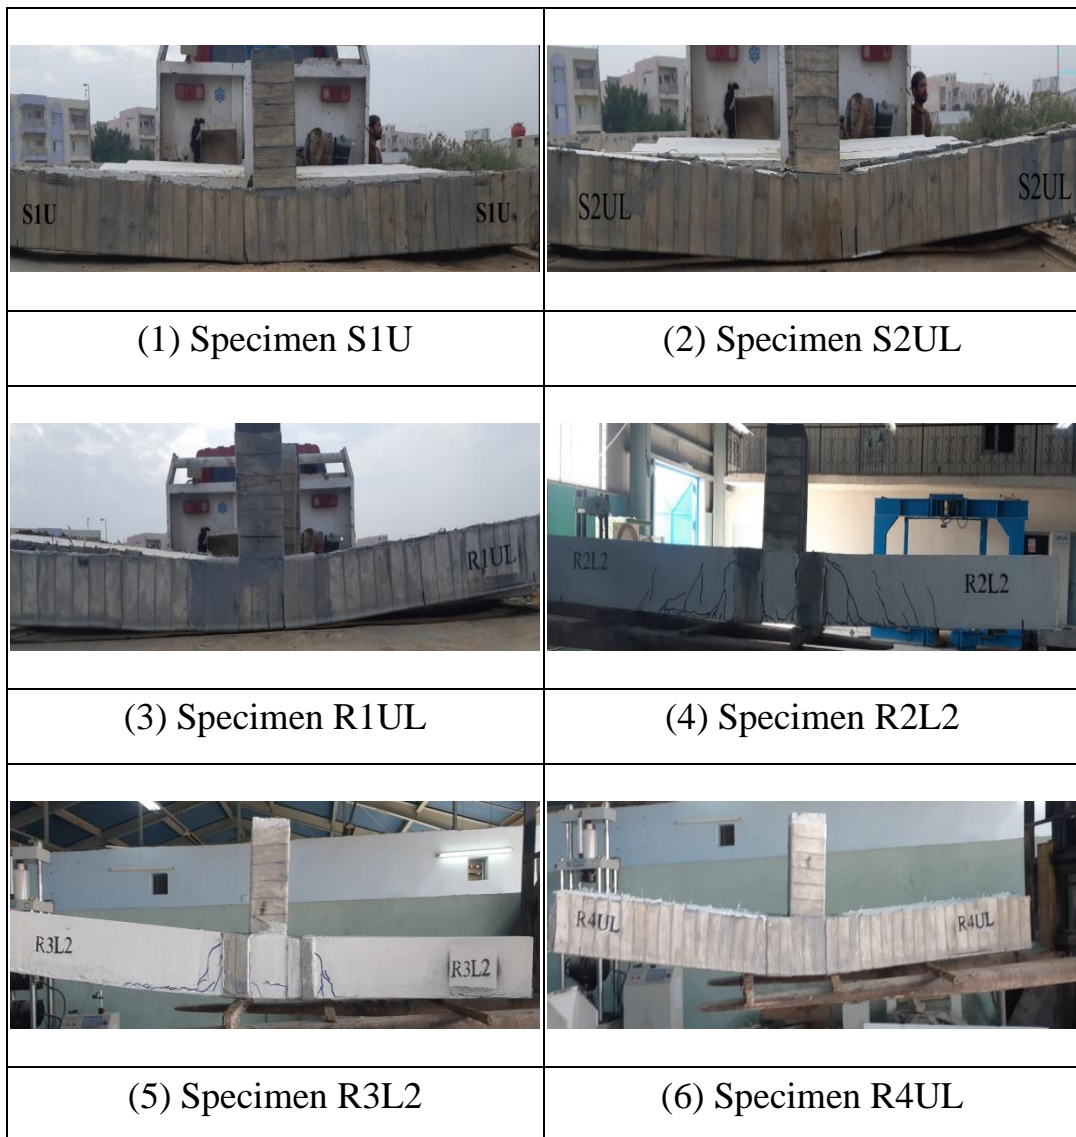 S1U S1U
S2UL S2UL
(1) Specimen S1U
(2) Specimen S2UL
R1UL
R2L2 R2L2
(3) Specimen R1UL
(4) Specimen R2L2
R3L2 R3L2
R4UL R4UL
(5) Specimen R3L2
(6) Specimen R4UL